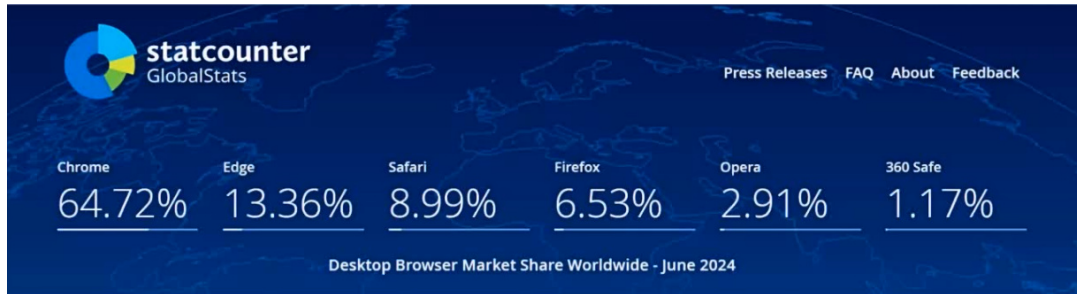 statcounter
GlobalStats
Press Releases FAQ About Feedback
Chrome Edge Safari Firefox Opera 360 Safe
64.72% 13.36% 8.99% 6.53% 2.91% 1.17%
Desktop Browser Market Share Worldwide - June 2024